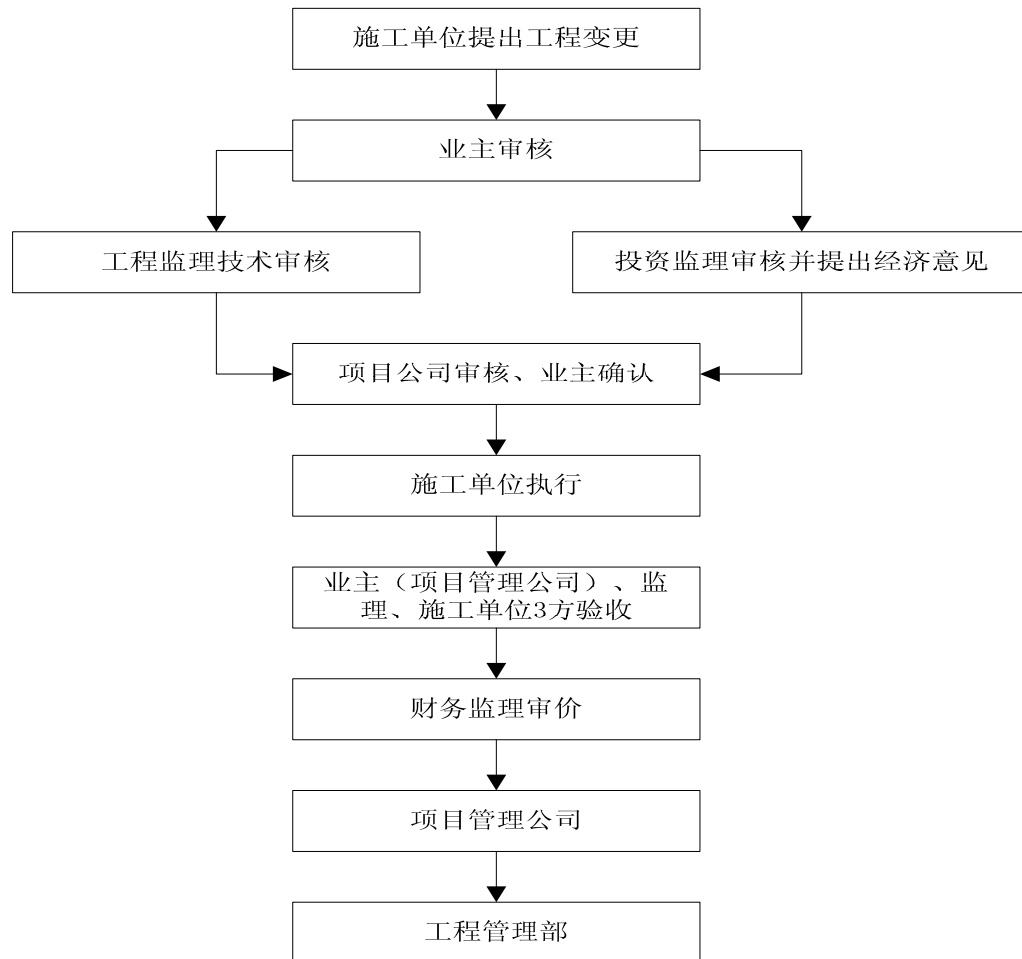 施工单位提出工程变更
业主审核
工程监理技术审核
投资监理审核并提出经济意见
项目公司审核、业主确认
施工单位执行
业主（项目管理公司）、监
理、施工单位3方验收
财务监理审价
项目管理公司
工程管理部